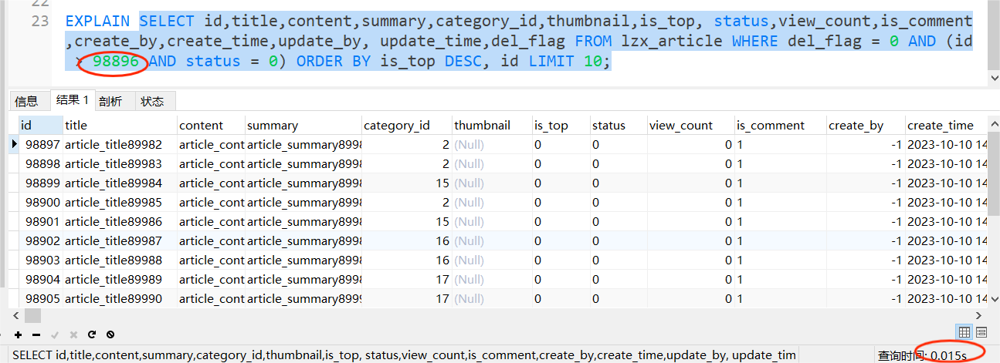 22
23 EXPLAIN SELECT id,title,content,summary,category_id,thumbnail,is_top, status,view_count,is_comment
,create_by,create_time,update_by, update_time,del_flag FROM lzx_article WHERE del_flag = 0 AND (id
> 98896 AND status = 0) ORDER BY is_top DESC, id LIMIT 10;
信息 结果 1 剖析 状态
id title content summary category_id thumbnail is_top status view_count is_comment create_by create_time
98897 article_title89982 article_cont article_summary8998 2 (Null) 0 0 0 1 -1 2023-10-10 14
98898 article_title89983 article_cont article_summary8998 2 (Null) 0 0 0 1 -1 2023-10-10 14
98899 article_title89984 article_cont article_summary8998 15 (Null) 0 0 0 1 -1 2023-10-10 14
98900 article_title89985 article_cont article_summary8998 2 (Null) 0 0 0 1 -1 2023-10-10 14
98901 article_title89986 article_cont article_summary8998 15 (Null) 0 0 0 1 -1 2023-10-10 14
98902 article_title89987 article_cont article_summary8998 16 (Null) 0 0 0 1 -1 2023-10-10 14
98903 article_title89988 article_cont article_summary8998 16 (Null) 0 0 0 1 -1 2023-10-10 14
98904 article_title89989 article_cont article_summary8998 17 (Null) 0 0 0 1 -1 2023-10-10 14
98905 article_title89990 article_cont article_summary8999 17 (Null) 0 0 0 1 -1 2023-10-10 14
SELECT id,title,content,summary,category_id,thumbnail,is_top, status,view_count,is_comment,create_by,create_time,update_by, update_tim 查询时间: 0.015s